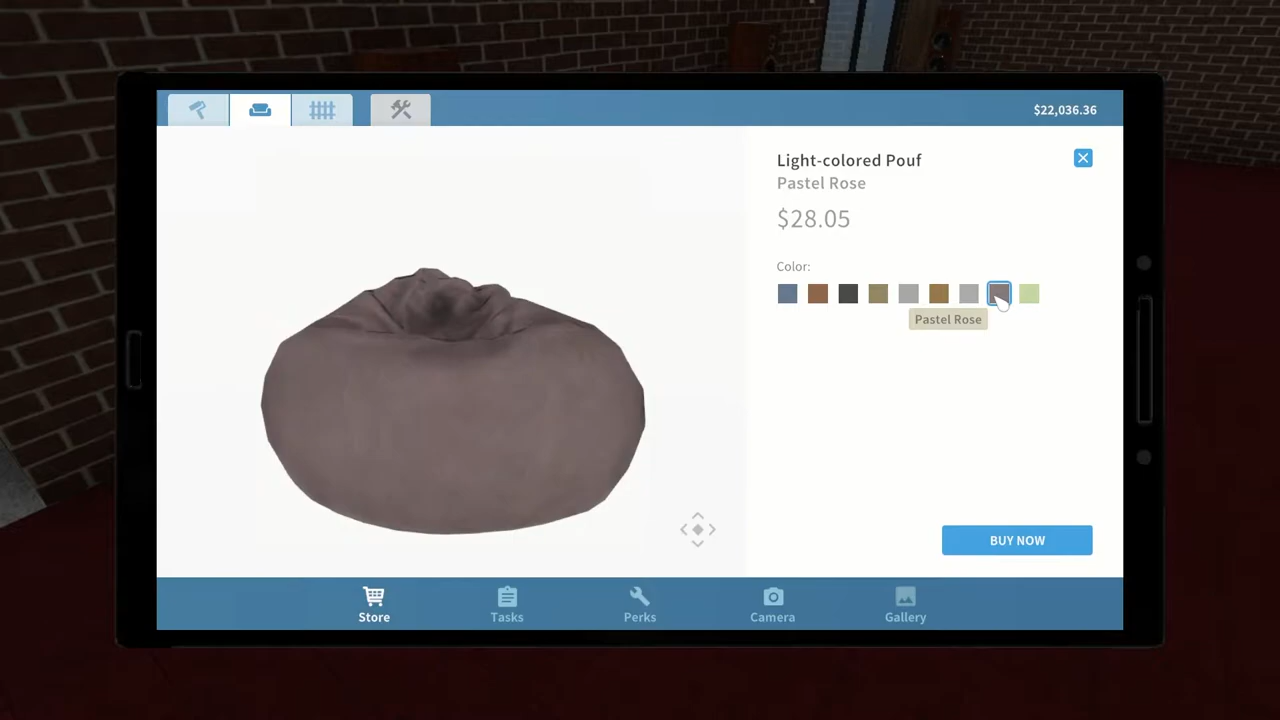 $22,036.36
Light-colored Pouf
Pastel Rose
$28.05
Color:
Pastel Rose
BUY NOW
Store
Tasks
Perks
Camera
Gallery